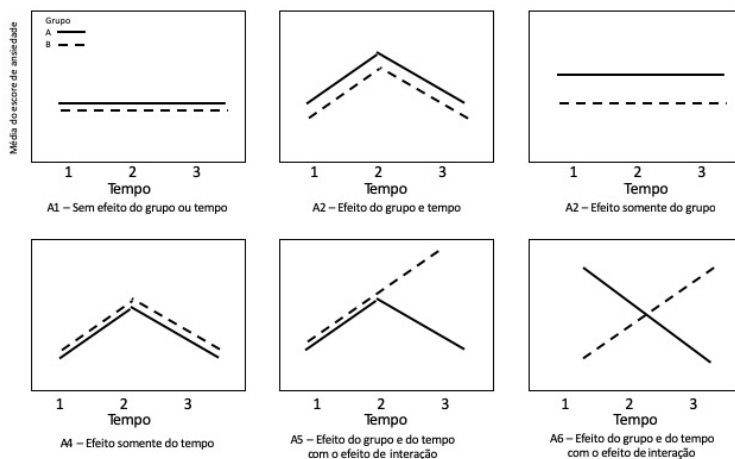 Grupo
A
B
Média do escore de ansiedade
1 2 3
Tempo
A1 – Sem efeito do grupo ou tempo
1 2 3
Tempo
A2 – Efeito do grupo e tempo
1 2 3
Tempo
A2 – Efeito somente do grupo
1 2 3
Tempo
A4 – Efeito somente do tempo
1 2 3
Tempo
A5 – Efeito do grupo e do tempo
com o efeito de interação
1 2 3
Tempo
A6 – Efeito do grupo e do tempo
com o efeito de interação